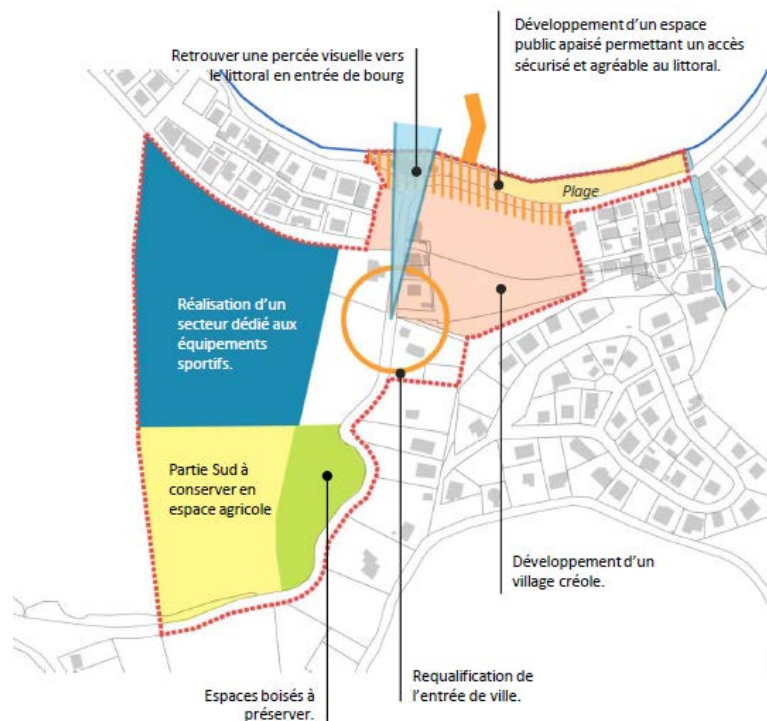 Développement d'un espace
public apaisé permettant un accès
sécurisé et agréable au littoral.
Retrouver une percée visuelle vers
le littoral en entrée de bourg
Plage
Réalisation d'un
secteur dédié aux
équipements
sportifs.
Partie Sud à
conserver en
espace agricole
Développement d'un
village créole.
Requalification de
l'entrée de ville.
Espaces boisés à
préserver.